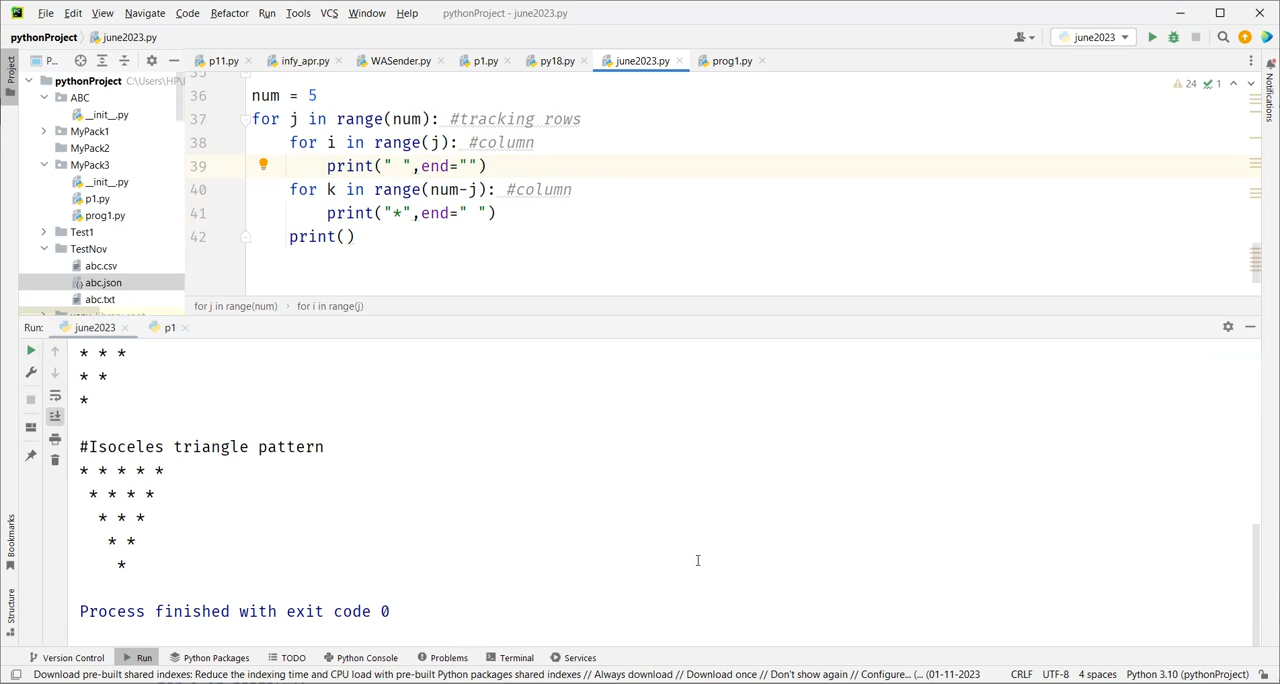 File Edit View Navigate Code Refactor Run Tools VCS Window Help pythonProject - june2023.py
pythonProject june2023.py june2023
Project P... p11.py infy_apr.py WASender.py p1.py py18.py june2023.py prog1.py
pythonProject C:\Users\HP\
ABC
__init__.py
MyPack1
MyPack2
MyPack3
__init__.py
p1.py
prog1.py
Test1
TestNov
abc.csv
abc.json
abc.txt
24 1
Notifications
36 num = 5
37 for j in range(num): #tracking rows
38 for i in range(j): #column
39 print(" ",end="")
40 for k in range(num-j): #column
41 print("*",end=" ")
42 print()
for j in range(num) › for i in range(j)
Run: june2023 p1
* * *
* *
*
#Isoceles triangle pattern
* * * * *
* * * *
* * *
* *
*
Process finished with exit code 0
Bookmarks
Structure
Version Control Run Python Packages TODO Python Console Problems Terminal Services
Download pre-built shared indexes: Reduce the indexing time and CPU load with pre-built Python packages shared indexes // Always download // Download once // Don't show again // Configure... (... (01-11-2023 CRLF UTF-8 4 spaces Python 3.10 (pythonProject)